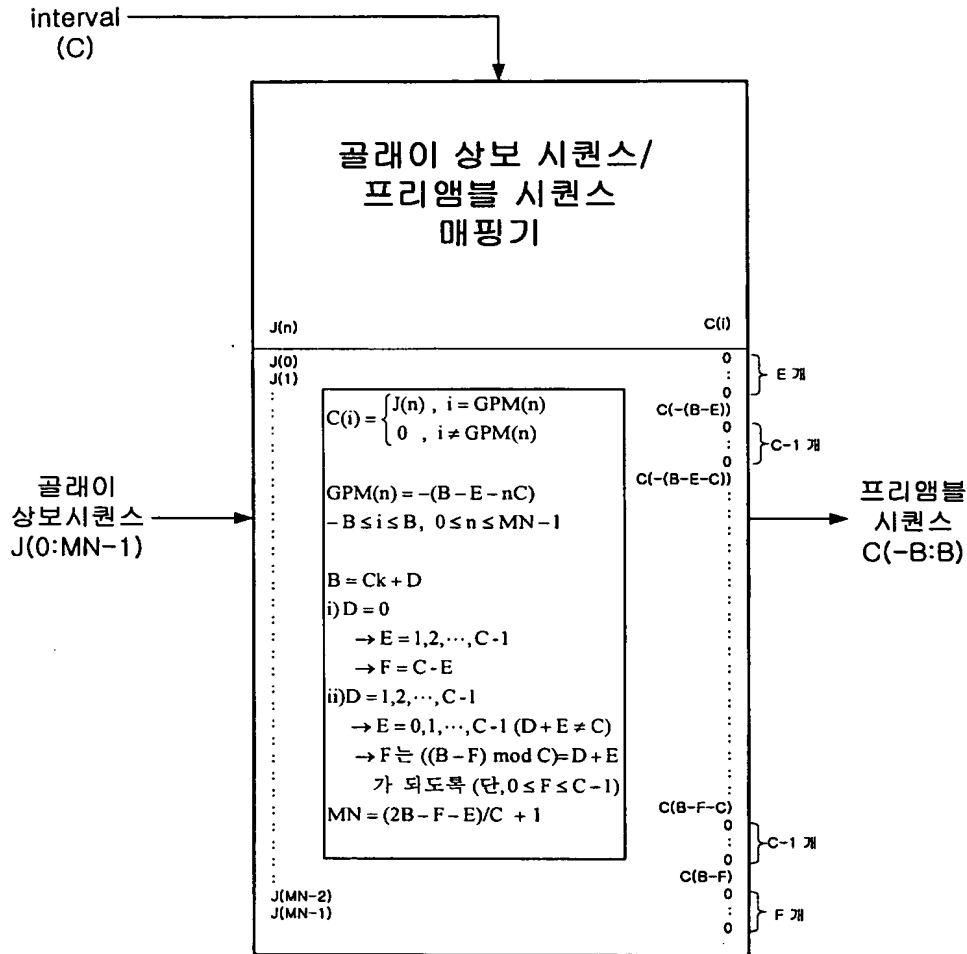 interval
(C)
골래이 상보 시퀀스/
프리앰블 시퀀스
매핑기
J(n)
C(i)
J(0)
J(1)
0
:
0
E 개
C(-(B-E))
0
:
0
C-1 개
C(-(B-E-C))
C(i) = { J(n) , i = GPM(n)
0 , i ≠ GPM(n)
GPM(n) = -(B - E - nC)
- B ≤ i ≤ B, 0 ≤ n ≤ MN - 1
B = Ck + D
i) D = 0
→ E = 1,2,⋯,C-1
→ F = C - E
ii)D = 1,2,⋯,C-1
→ E = 0,1,⋯,C-1 (D + E ≠ C)
→ F 는 ((B - F) mod C)= D + E
가 되도록 (단, 0 ≤ F ≤ C - 1)
MN = (2B - F - E)/C + 1
골래이
상보시퀀스
J(0:MN-1)
프리앰블
시퀀스
C(-B:B)
C(B-F-C)
0
:
0
C-1 개
C(B-F)
J(MN-2)
J(MN-1)
0
:
0
F 개